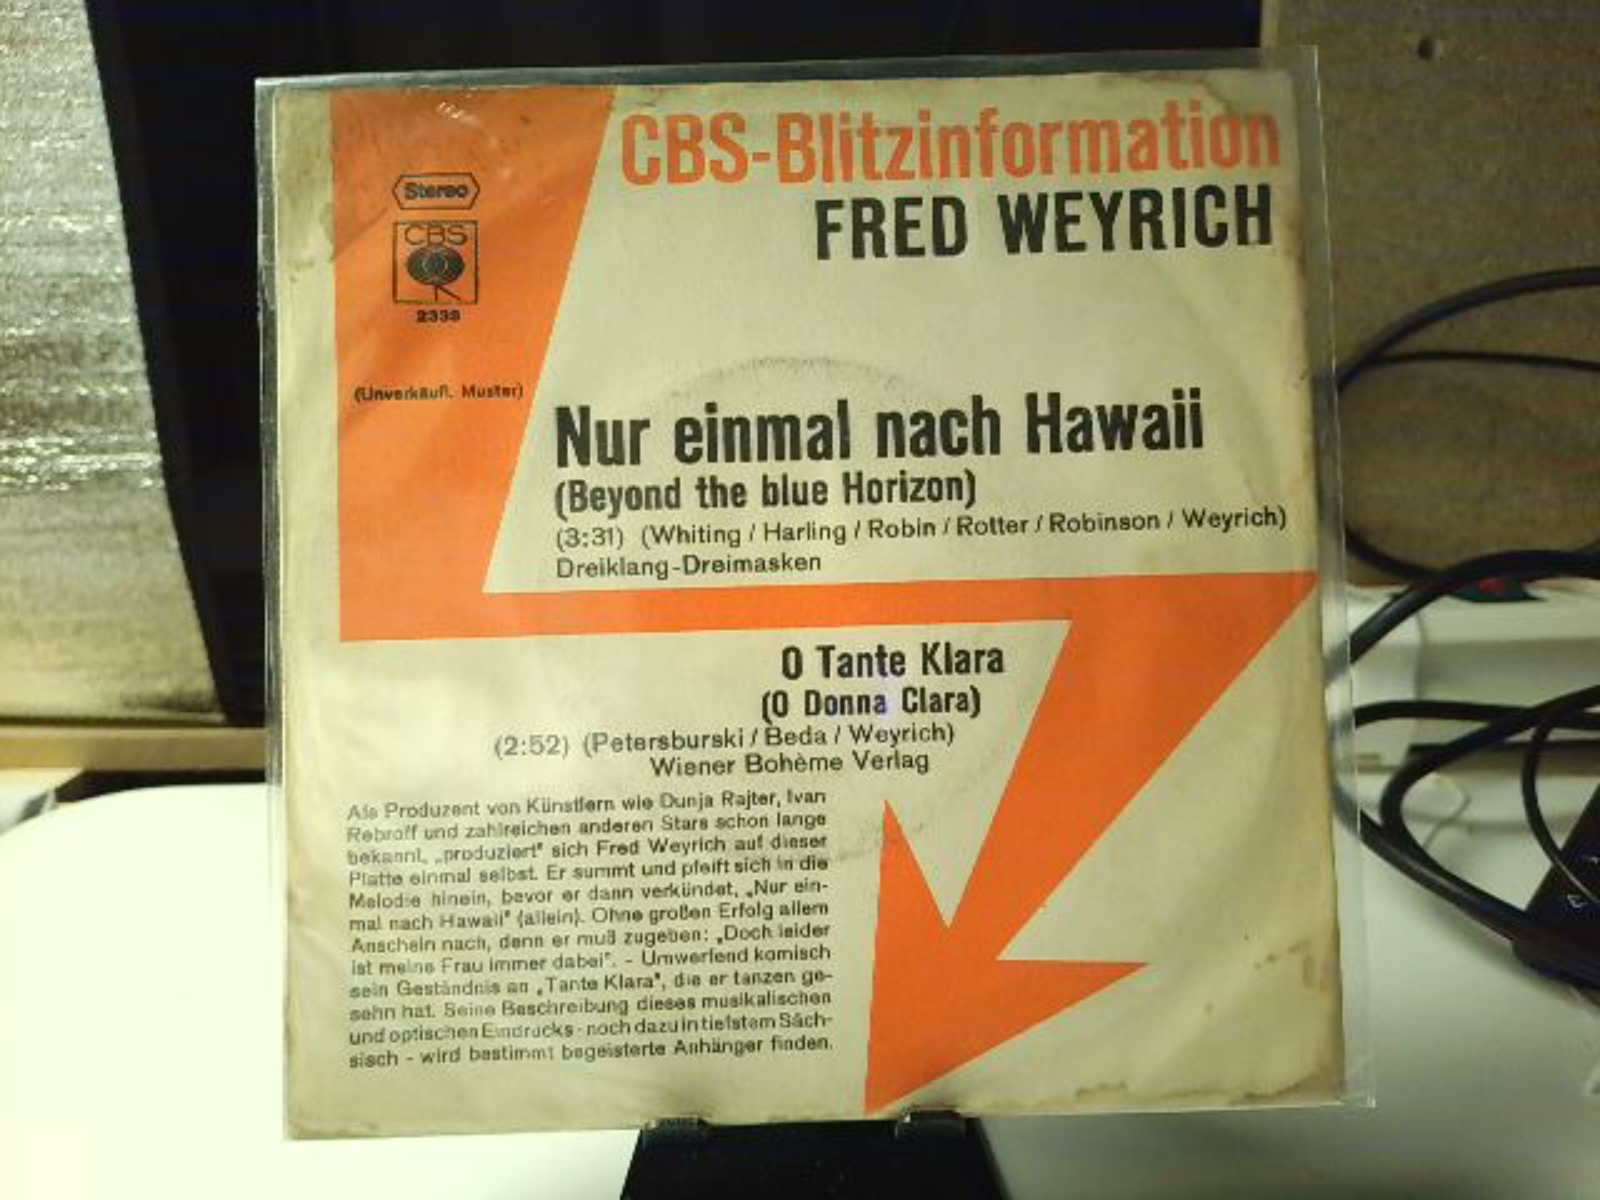 CBS-Blitzinformation
FRED WEYRICH
Stereo
CBS
2338
(Unverkäufl. Muster)
Nur einmal nach Hawaii
(Beyond the blue Horizon)
(3:31) (Whiting / Harling / Robin / Rotter / Robinson / Weyrich)
Dreiklang-Dreimasken
O Tante Klara
(O Donna Clara)
(2:52) (Petersburski / Beda / Weyrich)
Wiener Bohème Verlag
Als Produzent von Künstlern wie Dunja Rajter, Ivan
Rebroff und zahlreichen anderen Stars schon lange
bekannt, „produziert" sich Fred Weyrich auf dieser
Platte einmal selbst. Er summt und pfeift sich in die
Melodie hinein, bevor er dann verkündet, „Nur ein-
mal nach Hawaii" (allein). Ohne großen Erfolg allem
Anschein nach, denn er muß zugeben: „Doch leider
ist meine Frau immer dabei". - Umwerfend komisch
sein Geständnis an „Tante Klara", die er tanzen ge-
sehn hat. Seine Beschreibung dieses musikalischen
und optischen Eindrucks - noch dazu in tiefstem Säch-
sisch - wird bestimmt begeisterte Anhänger finden.